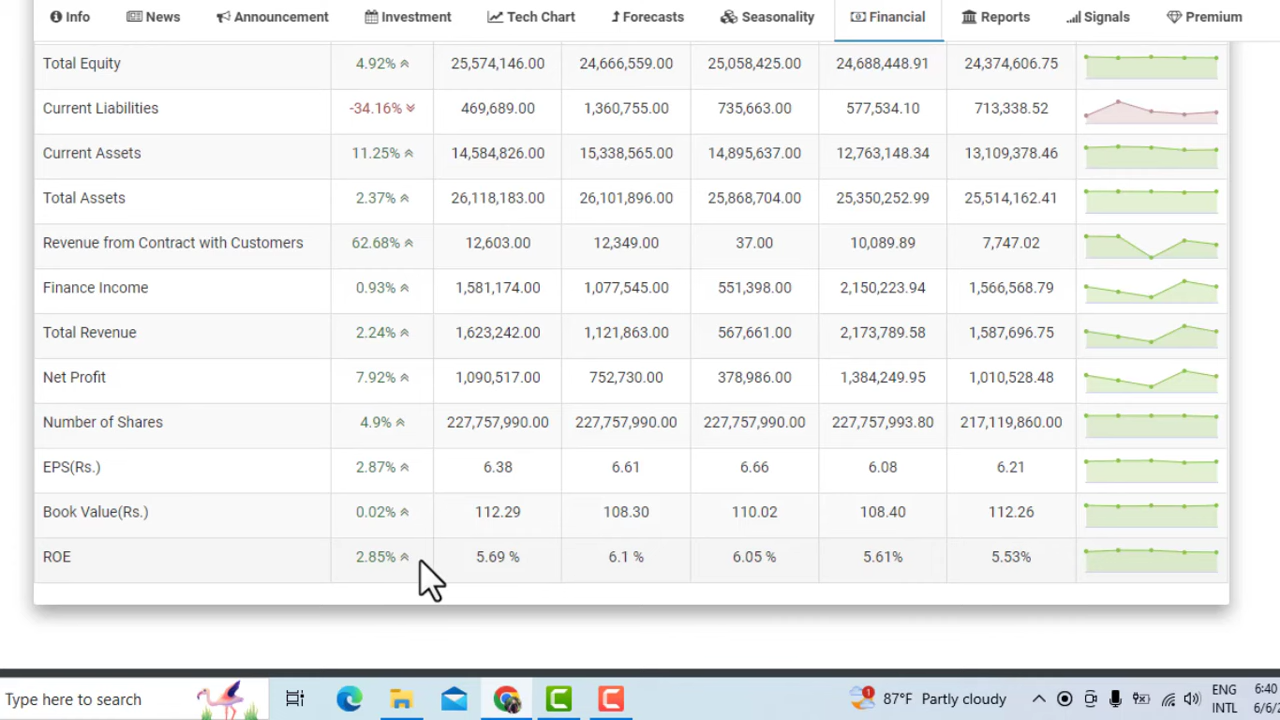 Info News Announcement Investment Tech Chart Forecasts Seasonality Financial Reports Signals Premium
Total Equity 4.92% 25,574,146.00 24,666,559.00 25,058,425.00 24,688,448.91 24,374,606.75
Current Liabilities -34.16% 469,689.00 1,360,755.00 735,663.00 577,534.10 713,338.52
Current Assets 11.25% 14,584,826.00 15,338,565.00 14,895,637.00 12,763,148.34 13,109,378.46
Total Assets 2.37% 26,118,183.00 26,101,896.00 25,868,704.00 25,350,252.99 25,514,162.41
Revenue from Contract with Customers 62.68% 12,603.00 12,349.00 37.00 10,089.89 7,747.02
Finance Income 0.93% 1,581,174.00 1,077,545.00 551,398.00 2,150,223.94 1,566,568.79
Total Revenue 2.24% 1,623,242.00 1,121,863.00 567,661.00 2,173,789.58 1,587,696.75
Net Profit 7.92% 1,090,517.00 752,730.00 378,986.00 1,384,249.95 1,010,528.48
Number of Shares 4.9% 227,757,990.00 227,757,990.00 227,757,990.00 227,757,993.80 217,119,860.00
EPS(Rs.) 2.87% 6.38 6.61 6.66 6.08 6.21
Book Value(Rs.) 0.02% 112.29 108.30 110.02 108.40 112.26
ROE 2.85% 5.69 % 6.1 % 6.05 % 5.61% 5.53%
Type here to search 1 87°F Partly cloudy ENG 6:40
INTL 6/6/2